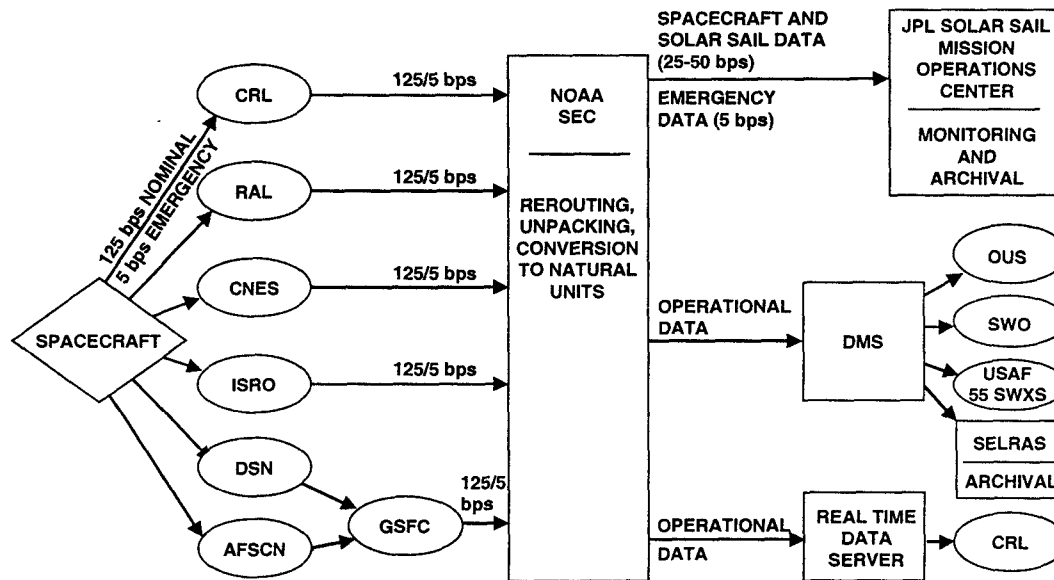 SPACECRAFT
125 bps NOMINAL
5 bps EMERGENCY
CRL
RAL
CNES
ISRO
DSN
AFSCN
GSFC
125/5 bps
125/5 bps
125/5 bps
125/5 bps
125/5
bps
NOAA
SEC
REROUTING,
UNPACKING,
CONVERSION
TO NATURAL
UNITS
SPACECRAFT AND
SOLAR SAIL DATA
(25-50 bps)
EMERGENCY
DATA (5 bps)
JPL SOLAR SAIL
MISSION
OPERATIONS
CENTER
MONITORING
AND
ARCHIVAL
OPERATIONAL
DATA
DMS
OUS
SWO
USAF
55 SWXS
SELRAS
ARCHIVAL
OPERATIONAL
DATA
REAL TIME
DATA
SERVER
CRL